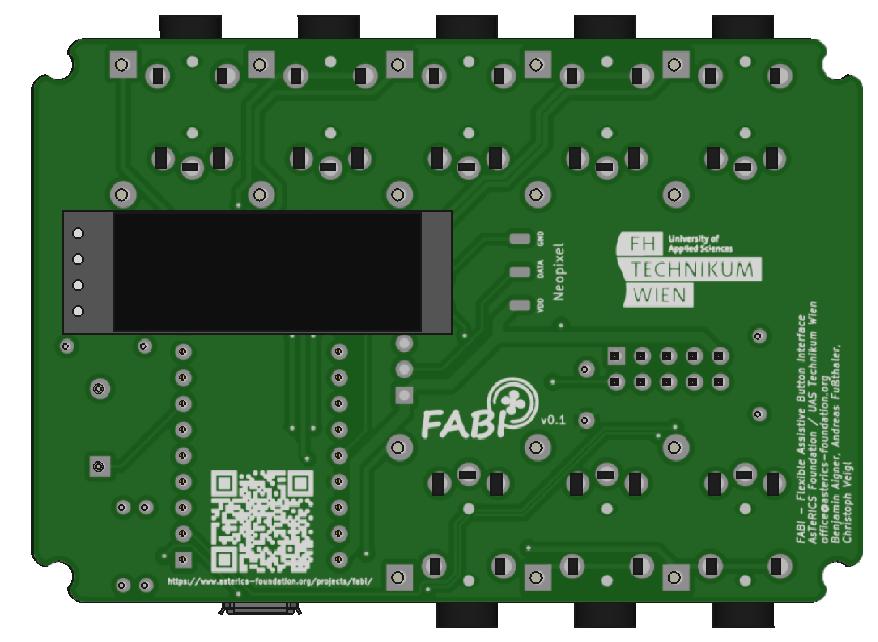 GND
DATA
VDD
Neopixel
FH
University of
Applied Sciences
TECHNIKUM
WIEN
FABI
v0.1
https://www.asterics-foundation.org/projects/fabi/
FABI - Flexible Assistive Button Interface
AsTeRICS Foundation / UAS Technikum Wien
office@asterics-foundation.org
Benjamin Aigner, Andreas Fußthaler,
Christoph Veigl